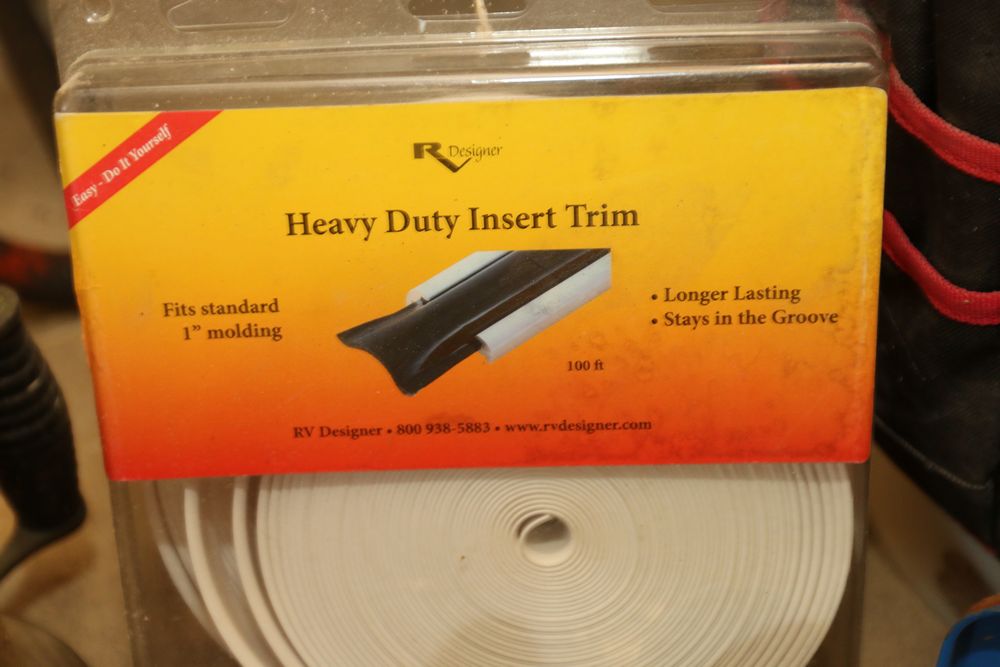 Easy - Do It Yourself
RV Designer
Heavy Duty Insert Trim
Fits standard
1” molding
• Longer Lasting
• Stays in the Groove
100 ft
RV Designer • 800 938-5883 • www.rvdesigner.com